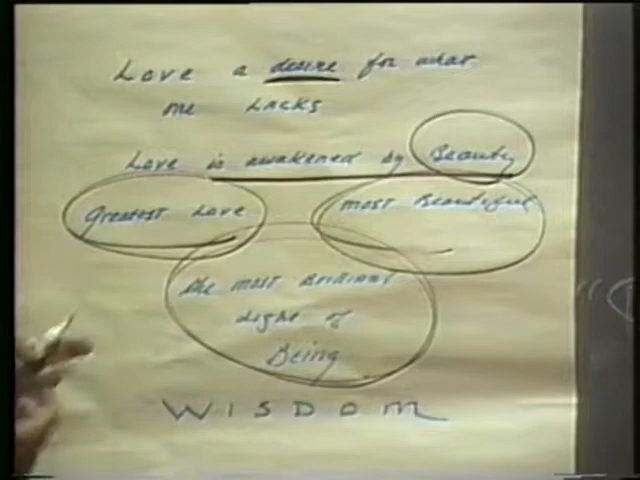 Love a desire for what
one LACKS
Love is awakened by Beauty
Greatest Love most Beautiful
the most Brilliant
Light of
Being
WISDOM